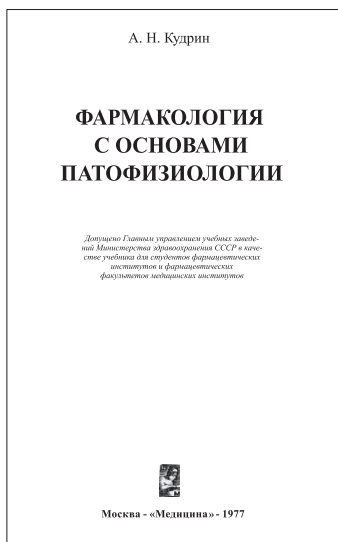 А. Н. Кудрин
ФАРМАКОЛОГИЯ
С ОСНОВАМИ
ПАТОФИЗИОЛОГИИ
Допущено Главным управлением учебных заведе-
ний Министерства здравоохранения СССР в каче-
стве учебника для студентов фармацевтических
институтов и фармацевтических
факультетов медицинских институтов
Москва - «Медицина» - 1977